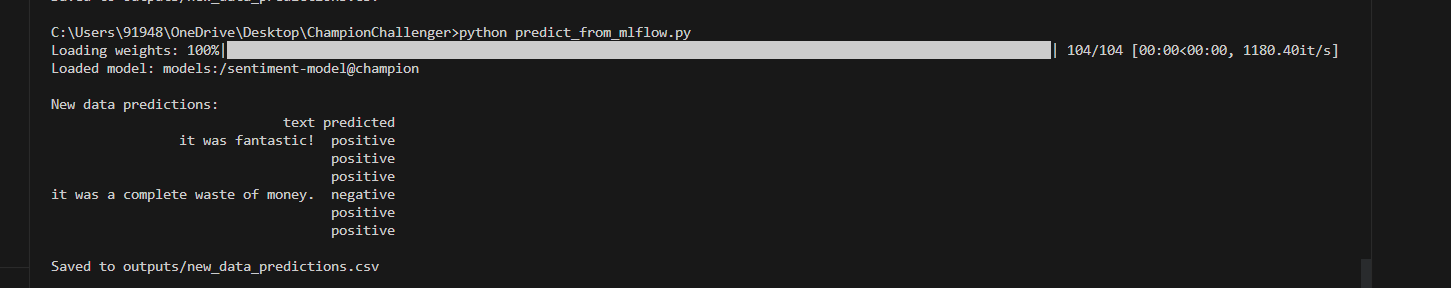 C:\Users\91948\OneDrive\Desktop\ChampionChallenger>python predict_from_mlflow.py
Loading weights: 100%| | 104/104 [00:00<00:00, 1180.40it/s]
Loaded model: models:/sentiment-model@champion
New data predictions:
text predicted
it was fantastic! positive
positive
positive
it was a complete waste of money. negative
positive
positive
Saved to outputs/new_data_predictions.csv